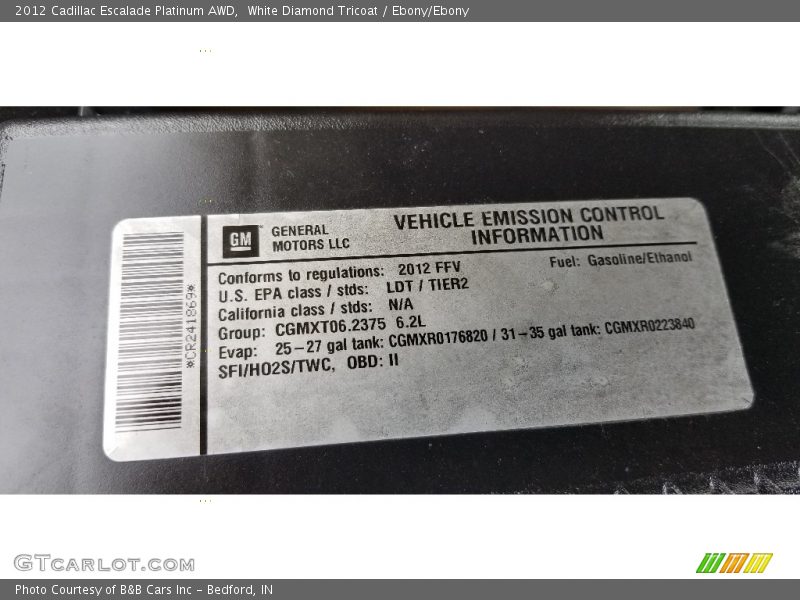 2012 Cadillac Escalade Platinum AWD,  White Diamond Tricoat / Ebony/Ebony
*CR241869*
GM
GENERAL
MOTORS LLC
VEHICLE EMISSION CONTROL
INFORMATION
Conforms to regulations: 2012 FFV
Fuel: Gasoline/Ethanol
U.S. EPA class / stds: LDT / TIER2
California class / stds: N/A
Group: CGMXT06.2375 6.2L
Evap: 25-27 gal tank: CGMXR0176820 / 31-35 gal tank: CGMXR0223840
SFI/HO2S/TWC, OBD: II
GTcarlot.com
Photo Courtesy of B&B Cars Inc - Bedford, IN